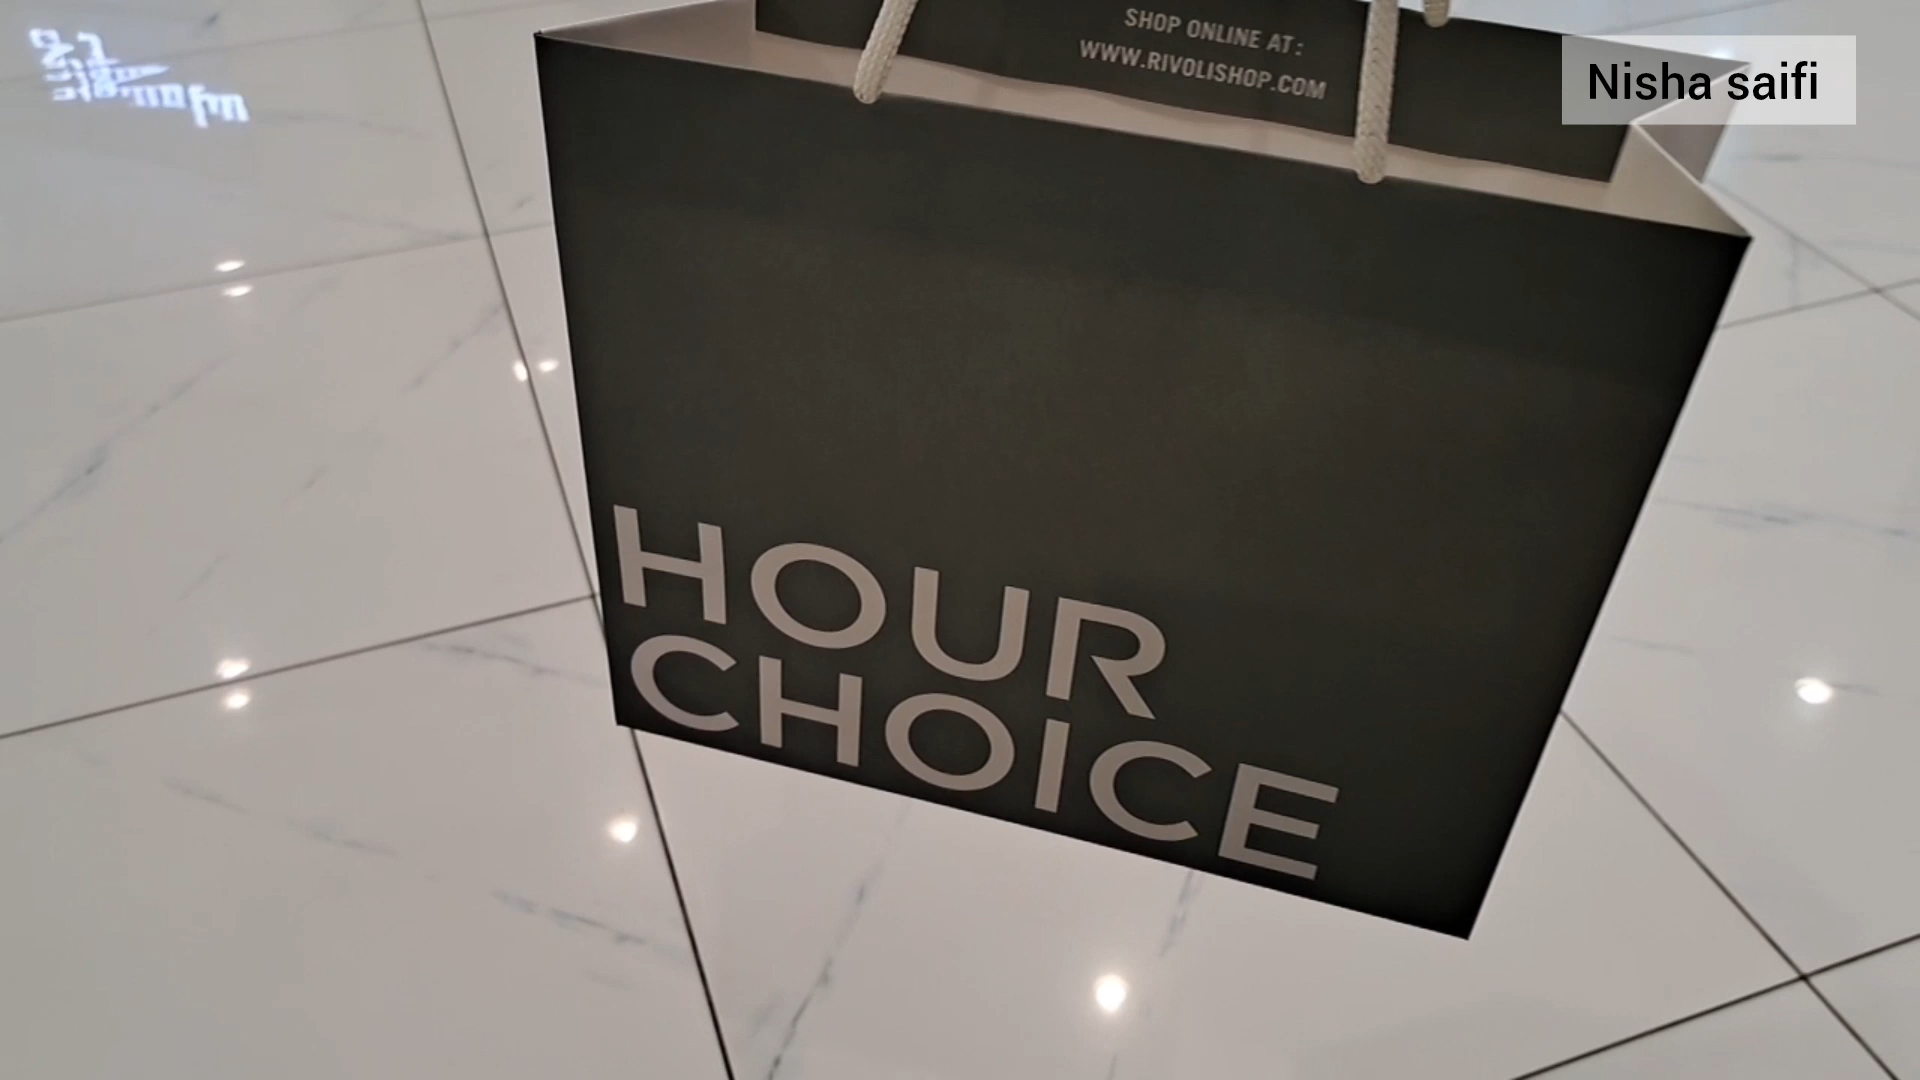 SHOP ONLINE AT:
WWW.RIVOLISHOP.COM
Nisha saifi
HOUR
CHOICE